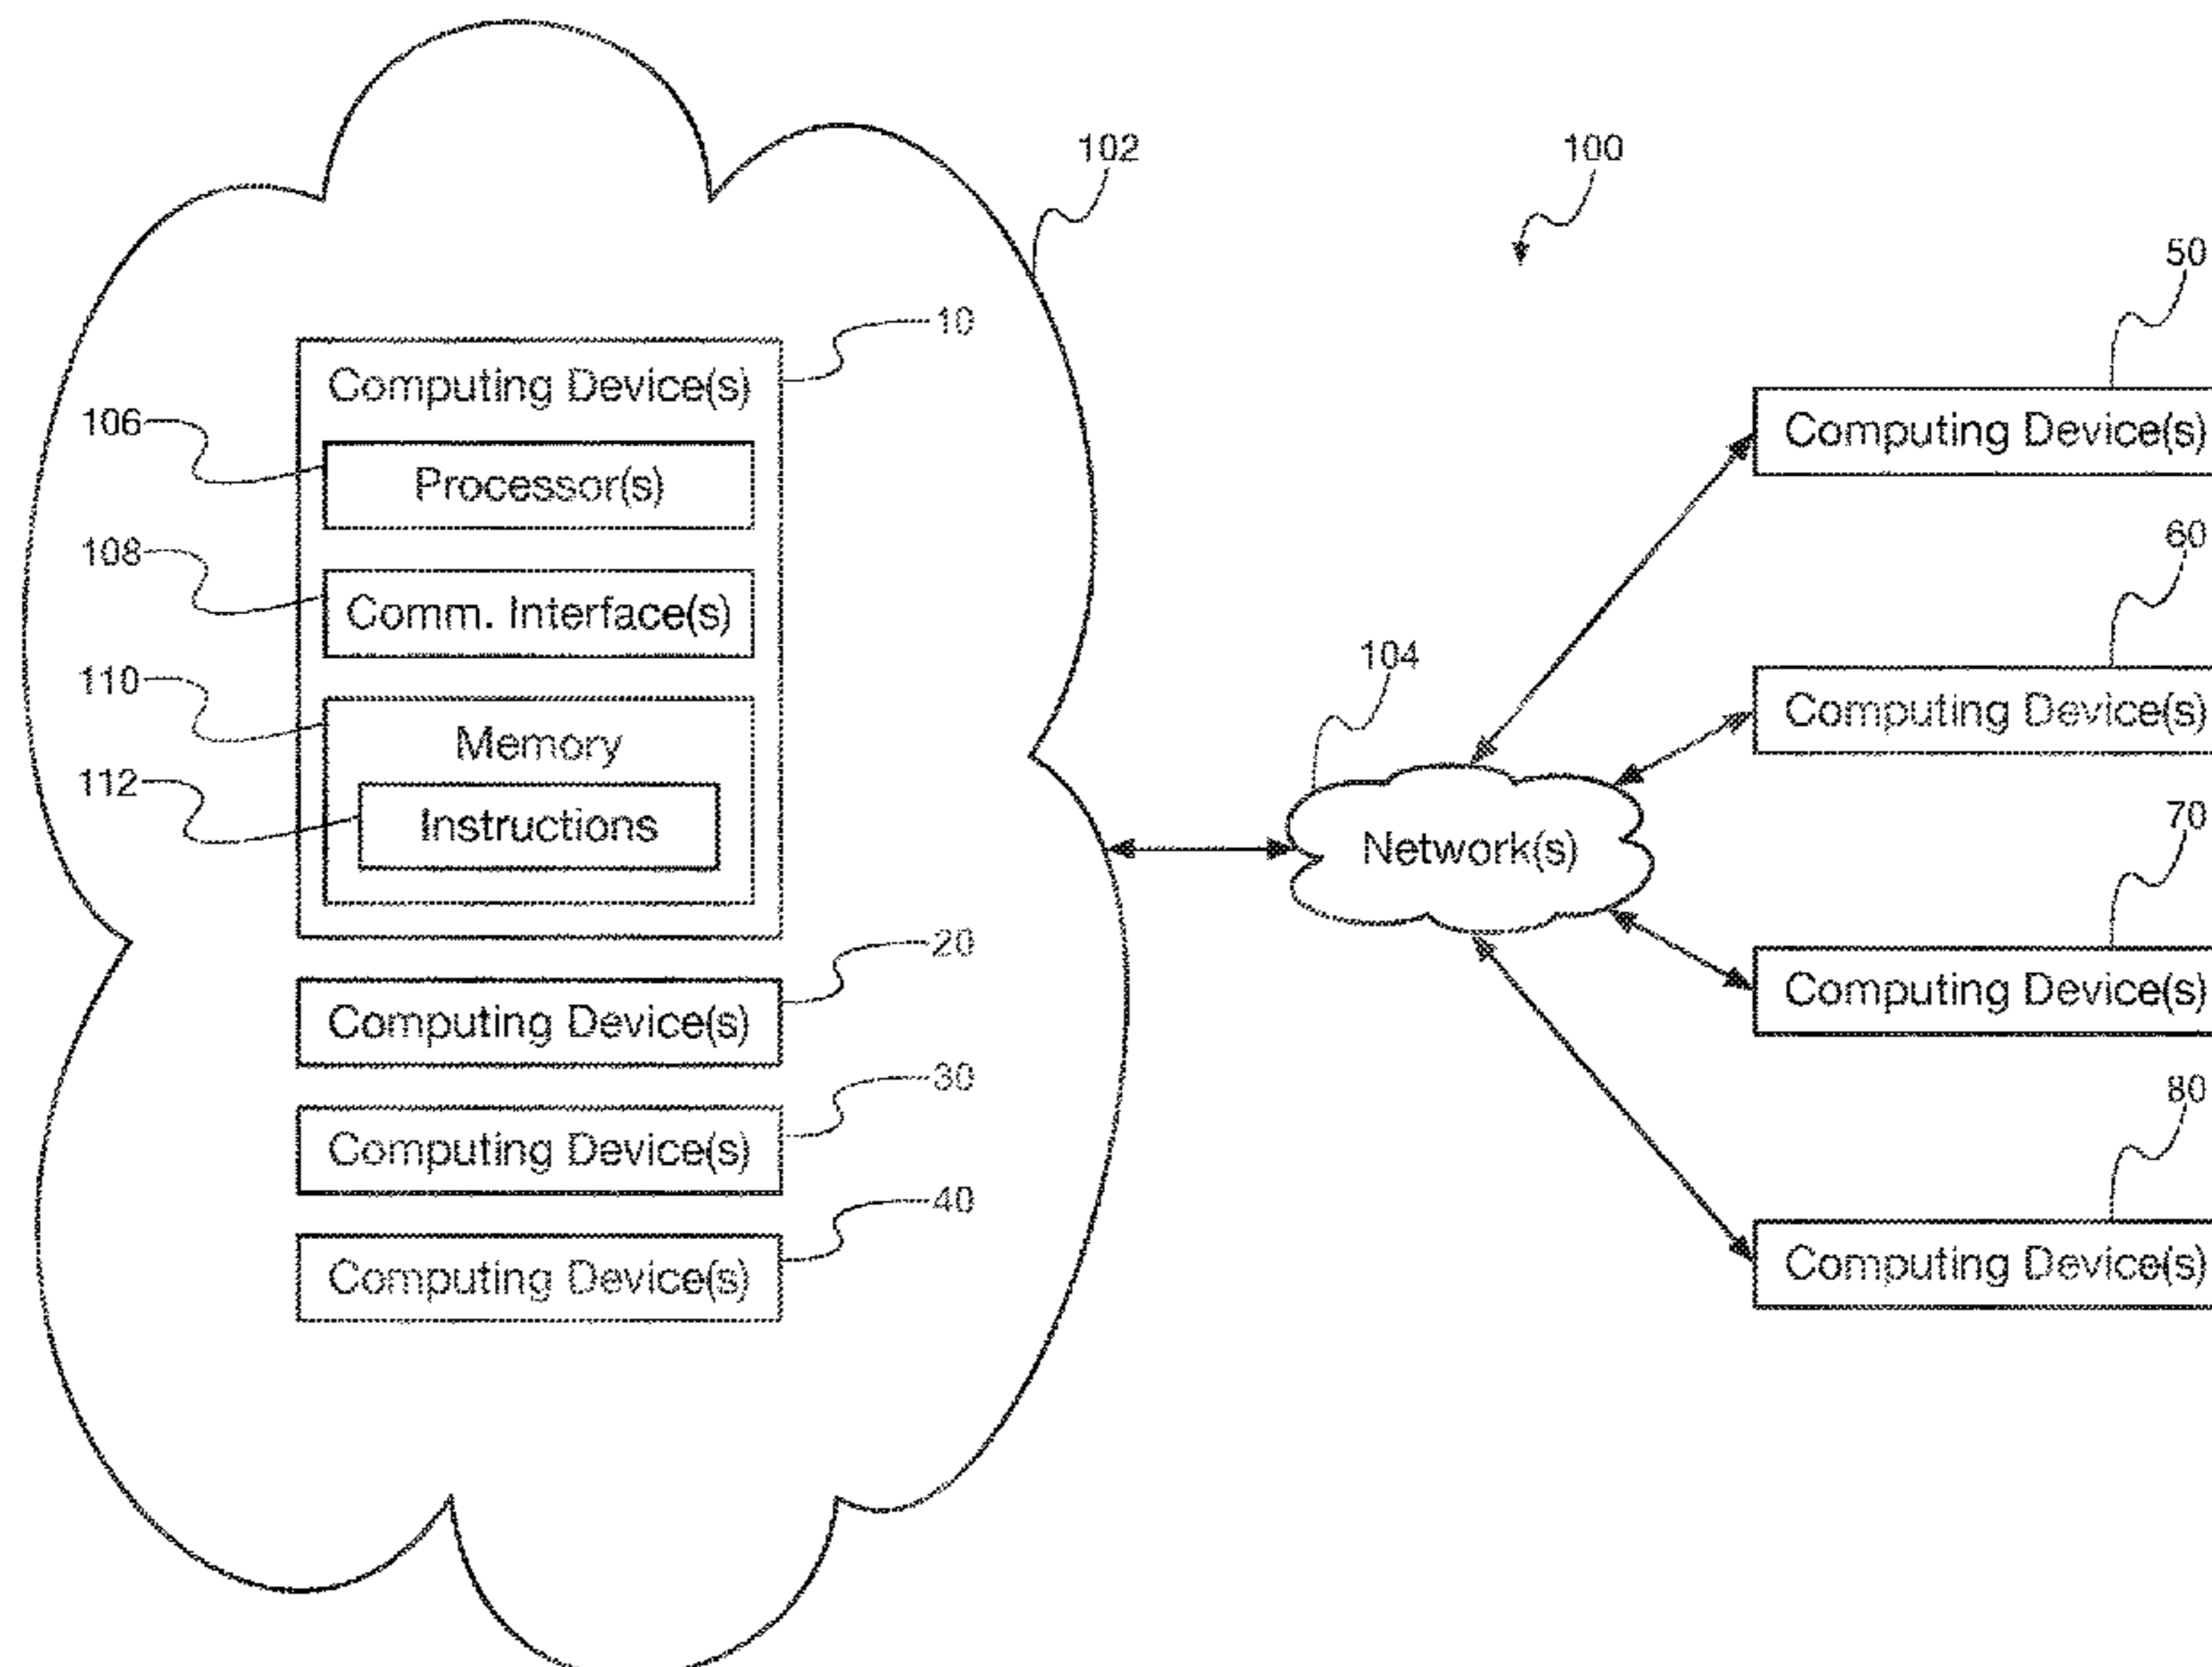 102
100
50
10
Computing Device(s)
106
Processor(s)
Computing Device(s)
108
Comm. Interface(s)
60
110
Memory
104
Computing Device(s)
112
Instructions
Network(s)
70
20
Computing Device(s)
Computing Device(s)
30
Computing Device(s)
80
40
Computing Device(s)
Computing Device(s)